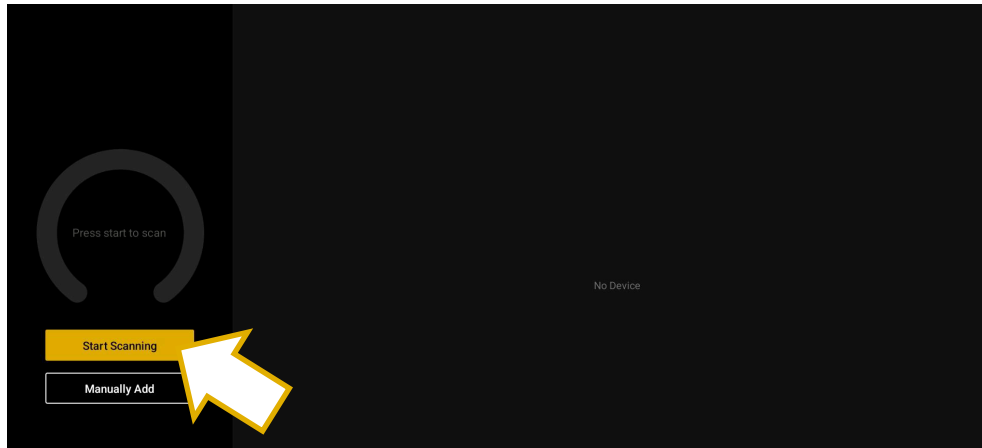 Press start to scan
No Device
Start Scanning
Manually Add